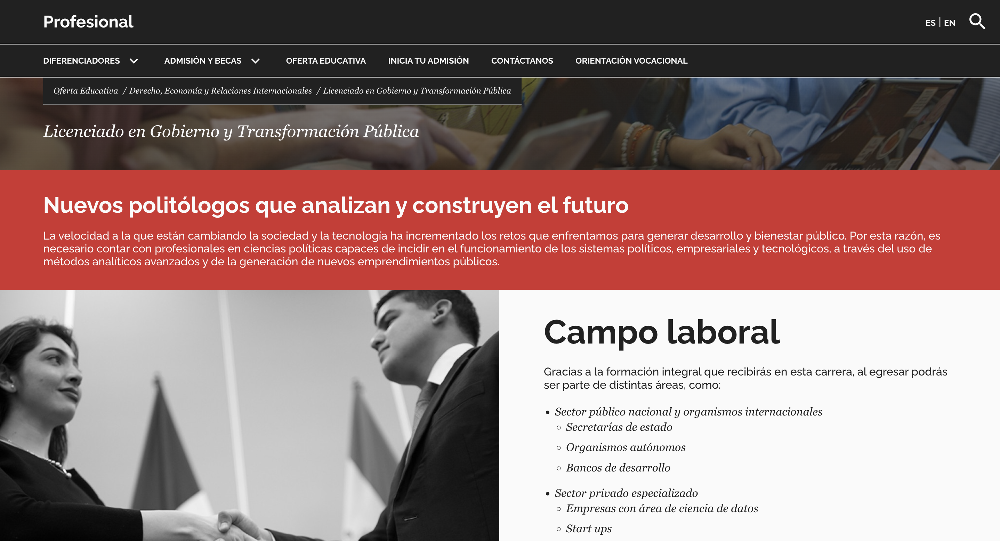 Profesional
ES | EN
DIFERENCIADORES
ADMISIÓN Y BECAS
OFERTA EDUCATIVA
INICIA TU ADMISIÓN
CONTÁCTANOS
ORIENTACIÓN VOCACIONAL
Oferta Educativa / Derecho, Economía y Relaciones Internacionales / Licenciado en Gobierno y Transformación Pública
Licenciado en Gobierno y Transformación Pública
Nuevos politólogos que analizan y construyen el futuro
La velocidad a la que están cambiando la sociedad y la tecnología ha incrementado los retos que enfrentamos para generar desarrollo y bienestar público. Por esta razón, es
necesario contar con profesionales en ciencias políticas capaces de incidir en el funcionamiento de los sistemas políticos, empresariales y tecnológicos, a través del uso de
métodos analíticos avanzados y de la generación de nuevos emprendimientos públicos.
Campo laboral
Gracias a la formación integral que recibirás en esta carrera, al egresar podrás
ser parte de distintas áreas, como:
• Sector público nacional y organismos internacionales
◦ Secretarías de estado
◦ Organismos autónomos
◦ Bancos de desarrollo
• Sector privado especializado
◦ Empresas con área de ciencia de datos
◦ Start ups